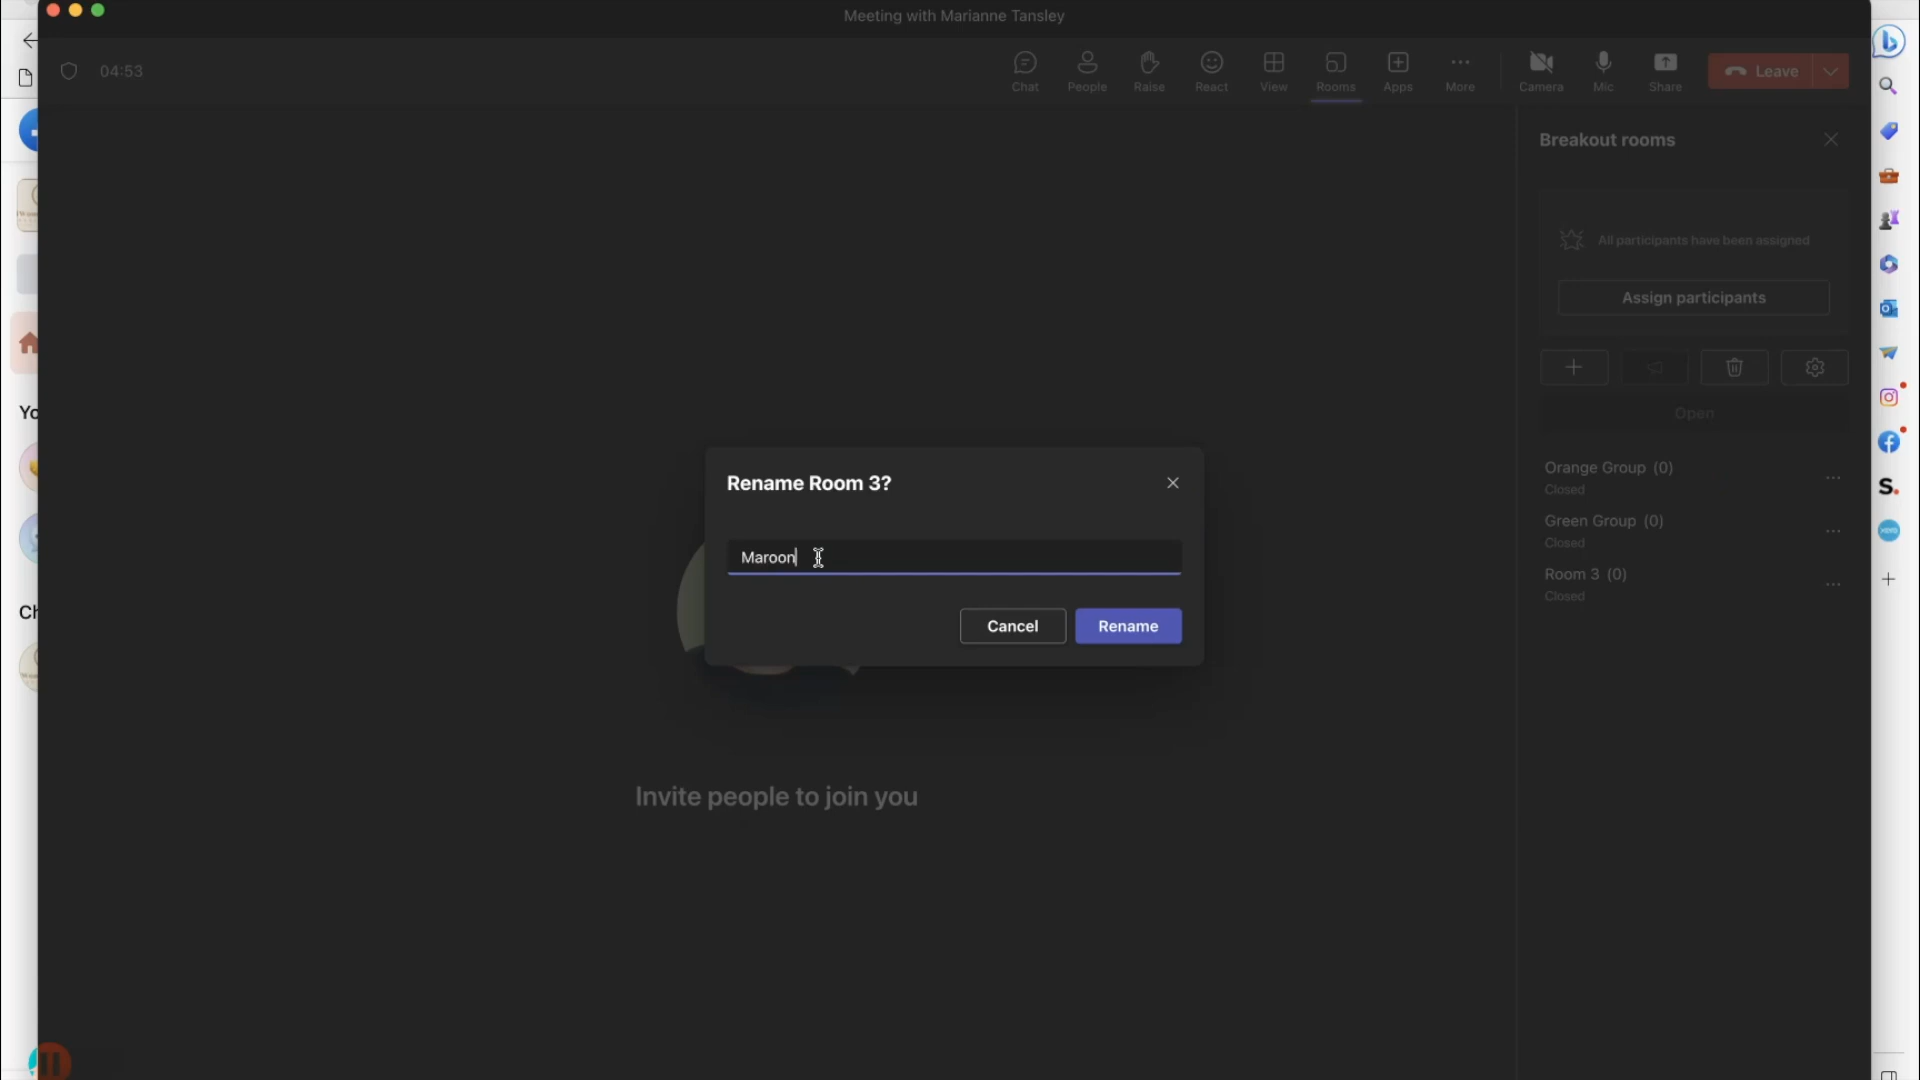 Meeting with Marianne Tansley
04:53
Chat
People
Raise
React
View
Rooms
Apps
More
Camera
Mic
Share
Leave
Breakout rooms
All participants have been assigned
Assign participants
Open
Orange Group (0)
Closed
Green Group (0)
Closed
Room 3 (0)
Closed
Rename Room 3?
Maroon
Cancel
Rename
Invite people to join you
Yo
Ch
S.
xero